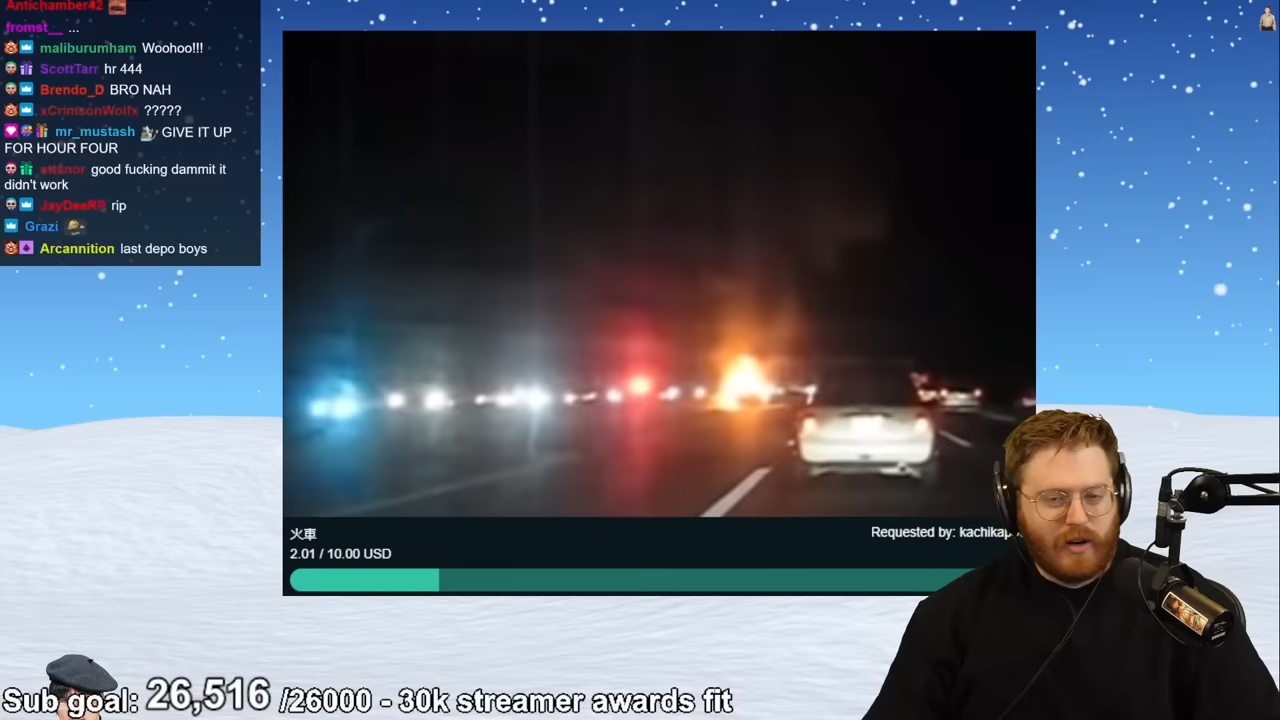 Antichamber42
fromst__ ...
maliburumham Woohoo!!!
ScottTarr hr 444
Brendo_D BRO NAH
xCrimsonWolfx ?????
mr_mustash GIVE IT UP
FOR HOUR FOUR
good fucking dammit it
didn't work
JayDeeRR rip
Grazi
Arcannition last depo boys
火車
Requested by: kachikap
2.01 / 10.00 USD
Sub goal: 26,516 /26000 - 30k streamer awards fit